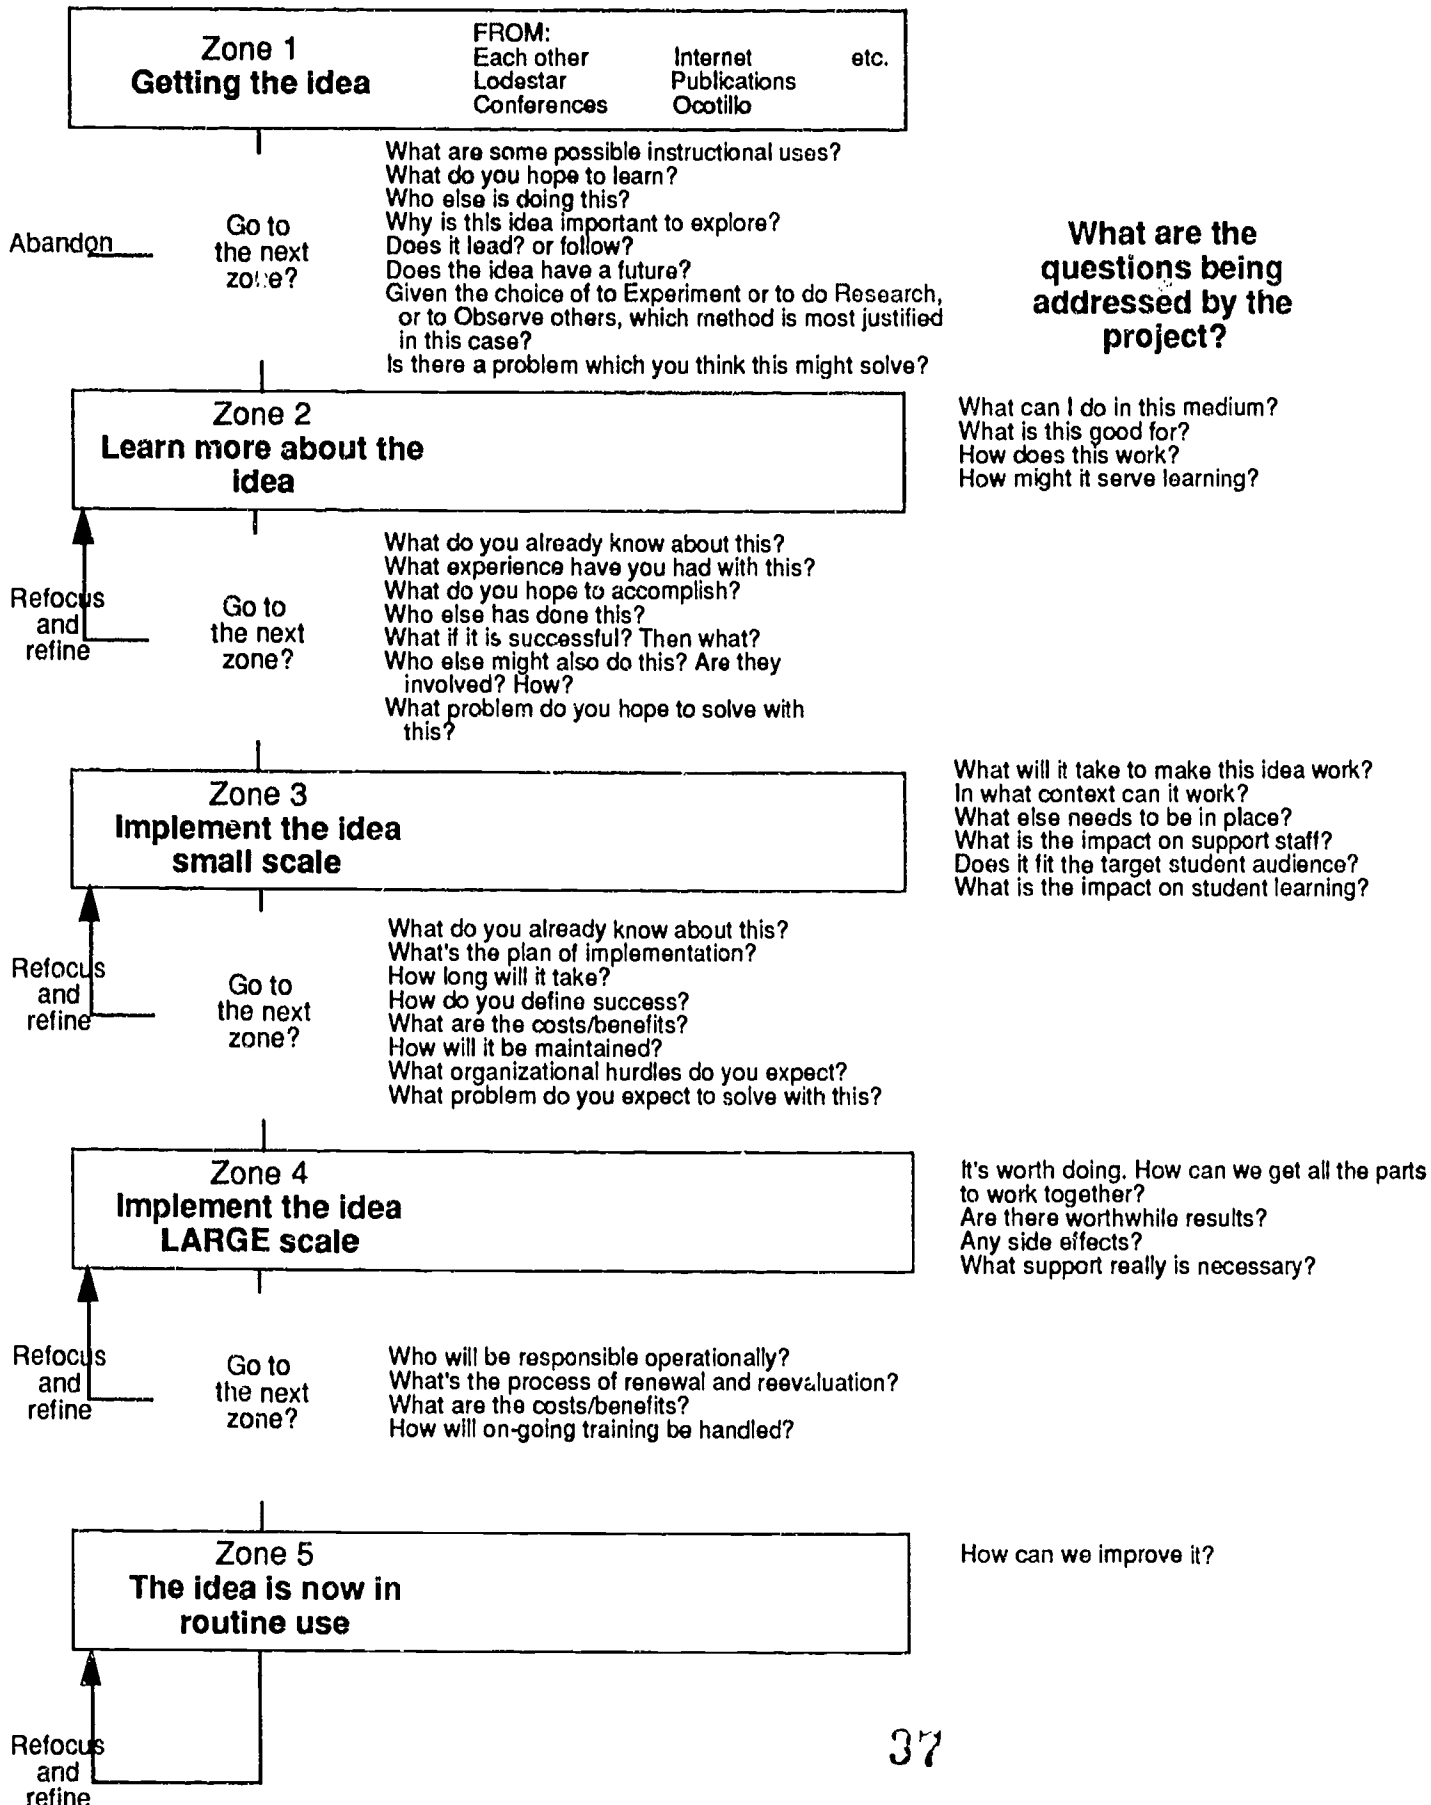 Zone 1
Getting the idea
FROM:
Each other Internet etc.
Lodestar Publications
Conferences Ocotillo
What are some possible instructional uses?
What do you hope to learn?
Who else is doing this?
Why is this idea important to explore?
Does it lead? or follow?
Does the idea have a future?
Given the choice of to Experiment or to do Research,
or to Observe others, which method is most justified
in this case?
Is there a problem which you think this might solve?
Abandon
Go to
the next
zone?
What are the
questions being
addressed by the
project?
Zone 2
Learn more about the
idea
What can I do in this medium?
What is this good for?
How does this work?
How might it serve learning?
Refocus
and
refine
Go to
the next
zone?
What do you already know about this?
What experience have you had with this?
What do you hope to accomplish?
Who else has done this?
What if it is successful? Then what?
Who else might also do this? Are they
involved? How?
What problem do you hope to solve with
this?
Zone 3
Implement the idea
small scale
What will it take to make this idea work?
In what context can it work?
What else needs to be in place?
What is the impact on support staff?
Does it fit the target student audience?
What is the impact on student learning?
Refocus
and
refine
Go to
the next
zone?
What do you already know about this?
What's the plan of implementation?
How long will it take?
How do you define success?
What are the costs/benefits?
How will it be maintained?
What organizational hurdles do you expect?
What problem do you expect to solve with this?
Zone 4
Implement the idea
LARGE scale
It's worth doing. How can we get all the parts
to work together?
Are there worthwhile results?
Any side effects?
What support really is necessary?
Refocus
and
refine
Go to
the next
zone?
Who will be responsible operationally?
What's the process of renewal and reevaluation?
What are the costs/benefits?
How will on-going training be handled?
Zone 5
The idea is now in
routine use
How can we improve it?
Refocus
and
refine
37